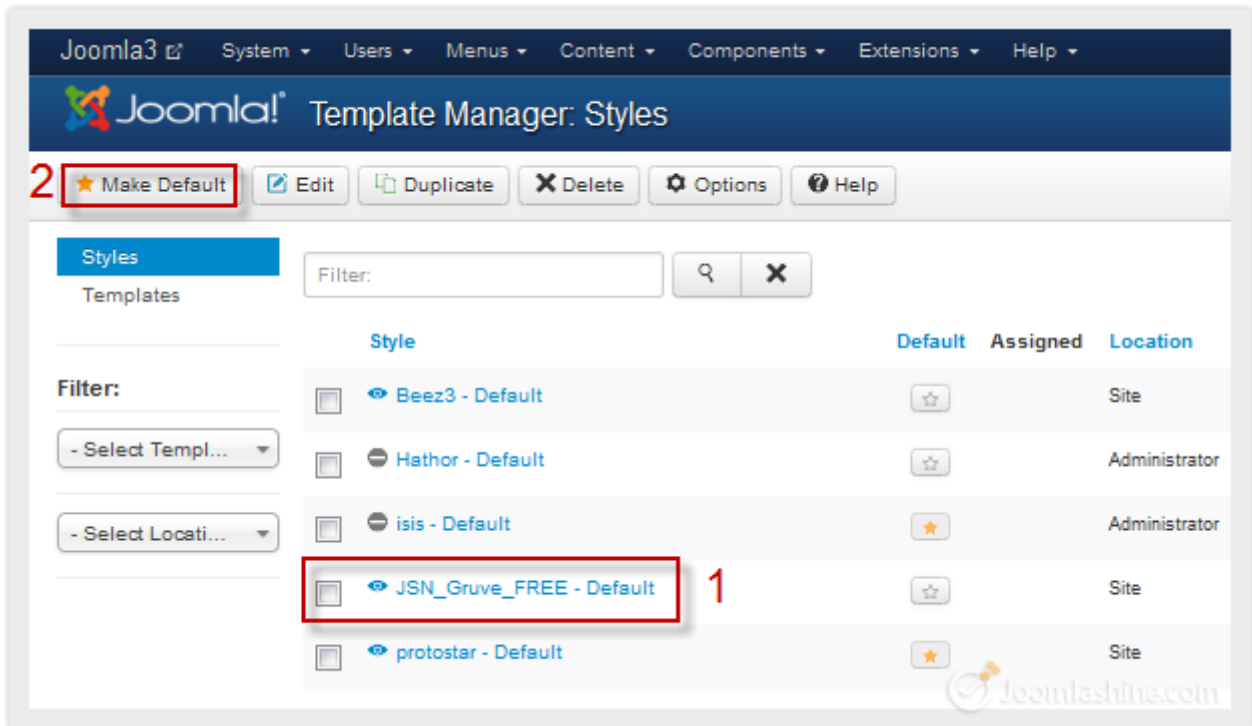 Joomla3 System Users Menus Content Components Extensions Help
Joomla! Template Manager: Styles
2 Make Default Edit Duplicate Delete Options Help
Styles
Templates
Filter:
Style Default Assigned Location
Filter:
Beez3 - Default Site
- Select Templ...
Hathor - Default Administrator
- Select Locati...
isis - Default Administrator
JSN_Gruve_FREE - Default 1 Site
protostar - Default Site
Joomlashine.com